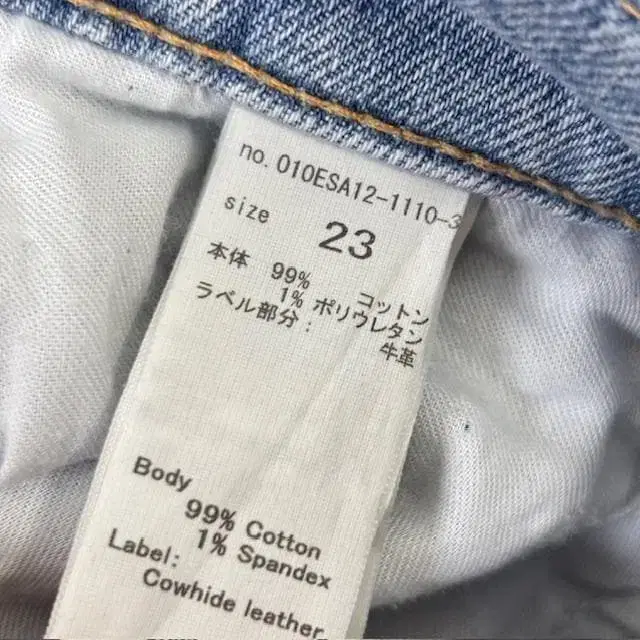 no. 010ESA12-1110-3
size 23
本体 99% コットン
1% ポリウレタン
ラベル部分: 牛革
Body
99% Cotton
1% Spandex
Label:
Cowhide leather